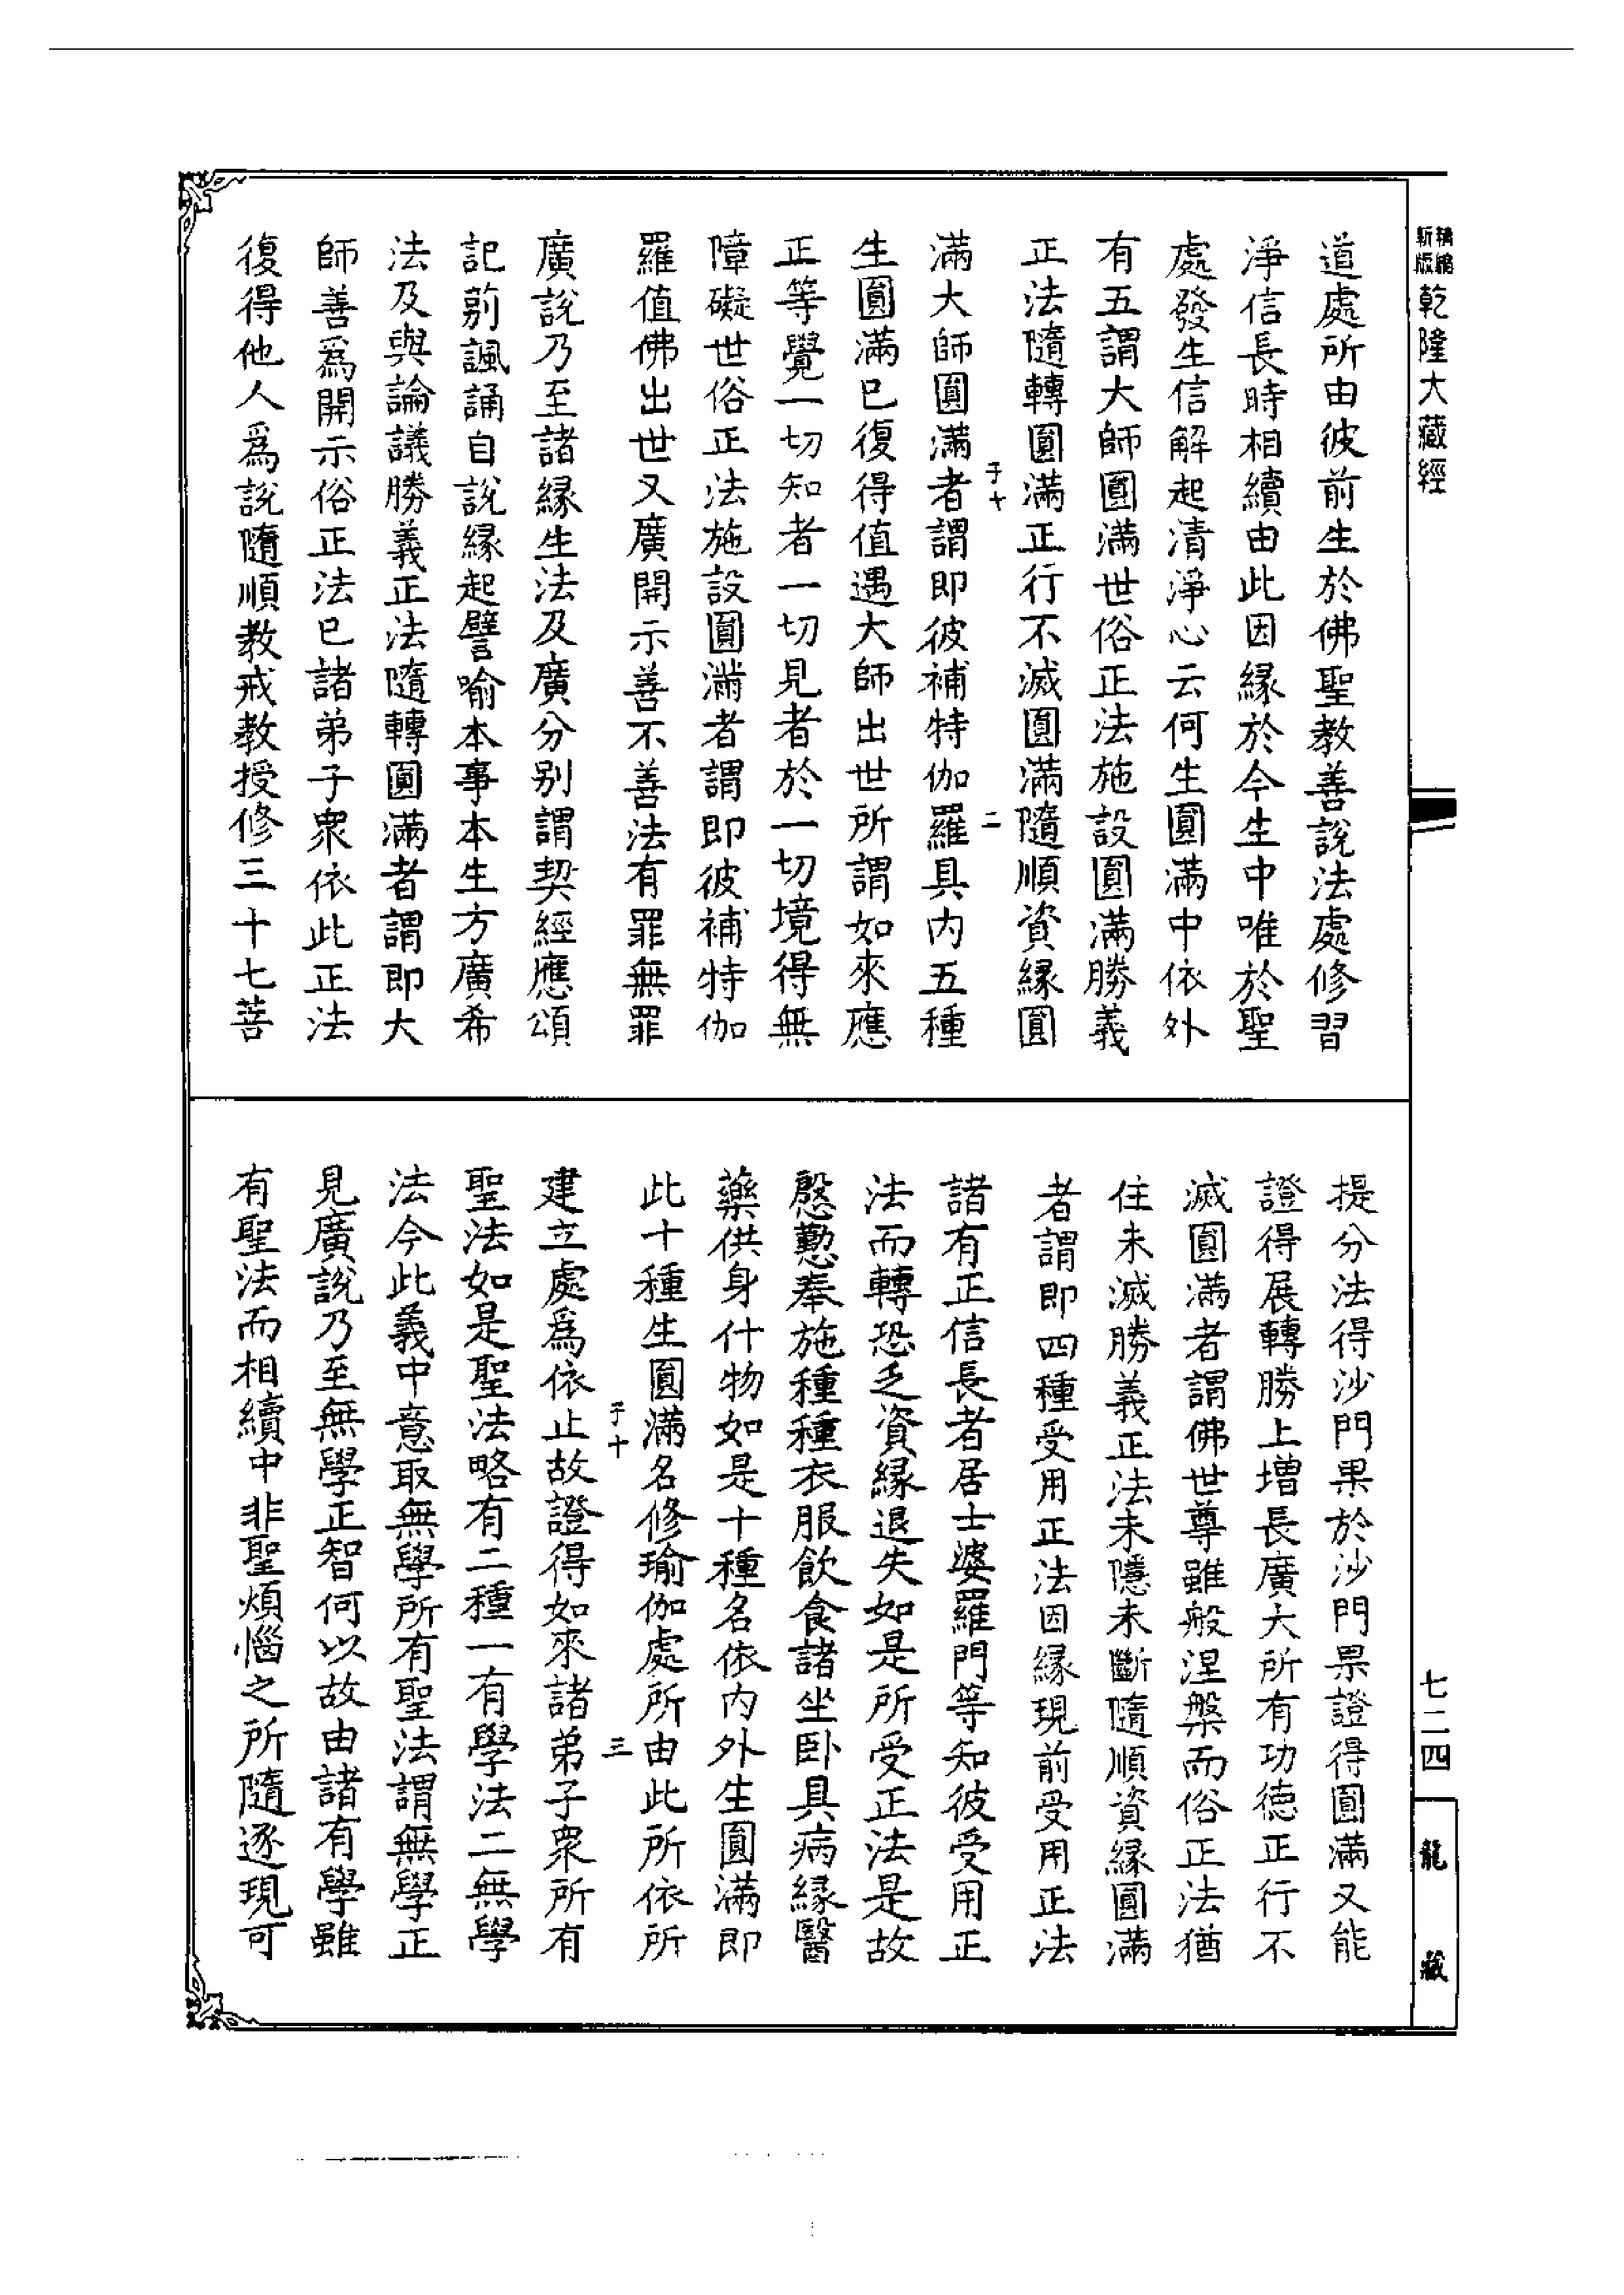 新版精縮乾隆大藏經
道處所由彼前生於佛聖教善說法處修習
淨信長時相續由此因緣於今生中唯於聖
處發生信解起清淨心云何生圓滿中依外
有五謂大師圓滿世俗正法施設圓滿勝義
正法隨轉圓滿正行不滅圓滿隨順資緣圓
子十 二
滿大師圓滿者謂即彼補特伽羅具內五種
生圓滿已復得值遇大師出世所謂如來應
正等覺一切知者一切見者於一切境得無
障礙世俗正法施設圓滿者謂即彼補特伽
羅值佛出世又廣開示善不善法有罪無罪
廣說乃至諸緣生法及廣分別謂契經應頌
記莂諷誦自說緣起譬喻本事本生方廣希
法及與論議勝義正法隨轉圓滿者謂即大
師善為開示俗正法已諸弟子眾依此正法
復得他人為說隨順教戒教授修三十七菩
提分法得沙門果於沙門果證得圓滿又能
證得展轉勝上增長廣大所有功德正行不
滅圓滿者謂佛世尊雖般涅槃而俗正法猶
住未滅勝義正法未隱未斷隨順資緣圓滿
者謂即四種受用正法因緣現前受用正法
諸有正信長者居士婆羅門等知彼受用正
法而轉恐乏資緣退失如是所受正法是故
慇懃奉施種種衣服飲食諸坐臥具病緣醫
藥供身什物如是十種名依內外生圓滿即
此十種生圓滿名修瑜伽處所由此所依所
子十 三
建立處為依止故證得如來諸弟子眾所有
聖法如是聖法略有二種一有學法二無學
法今此義中意取無學所有聖法謂無學正
見廣說乃至無學正智何以故由諸有學雖
有聖法而相續中非聖煩惱之所隨逐現可
七二四
龍藏